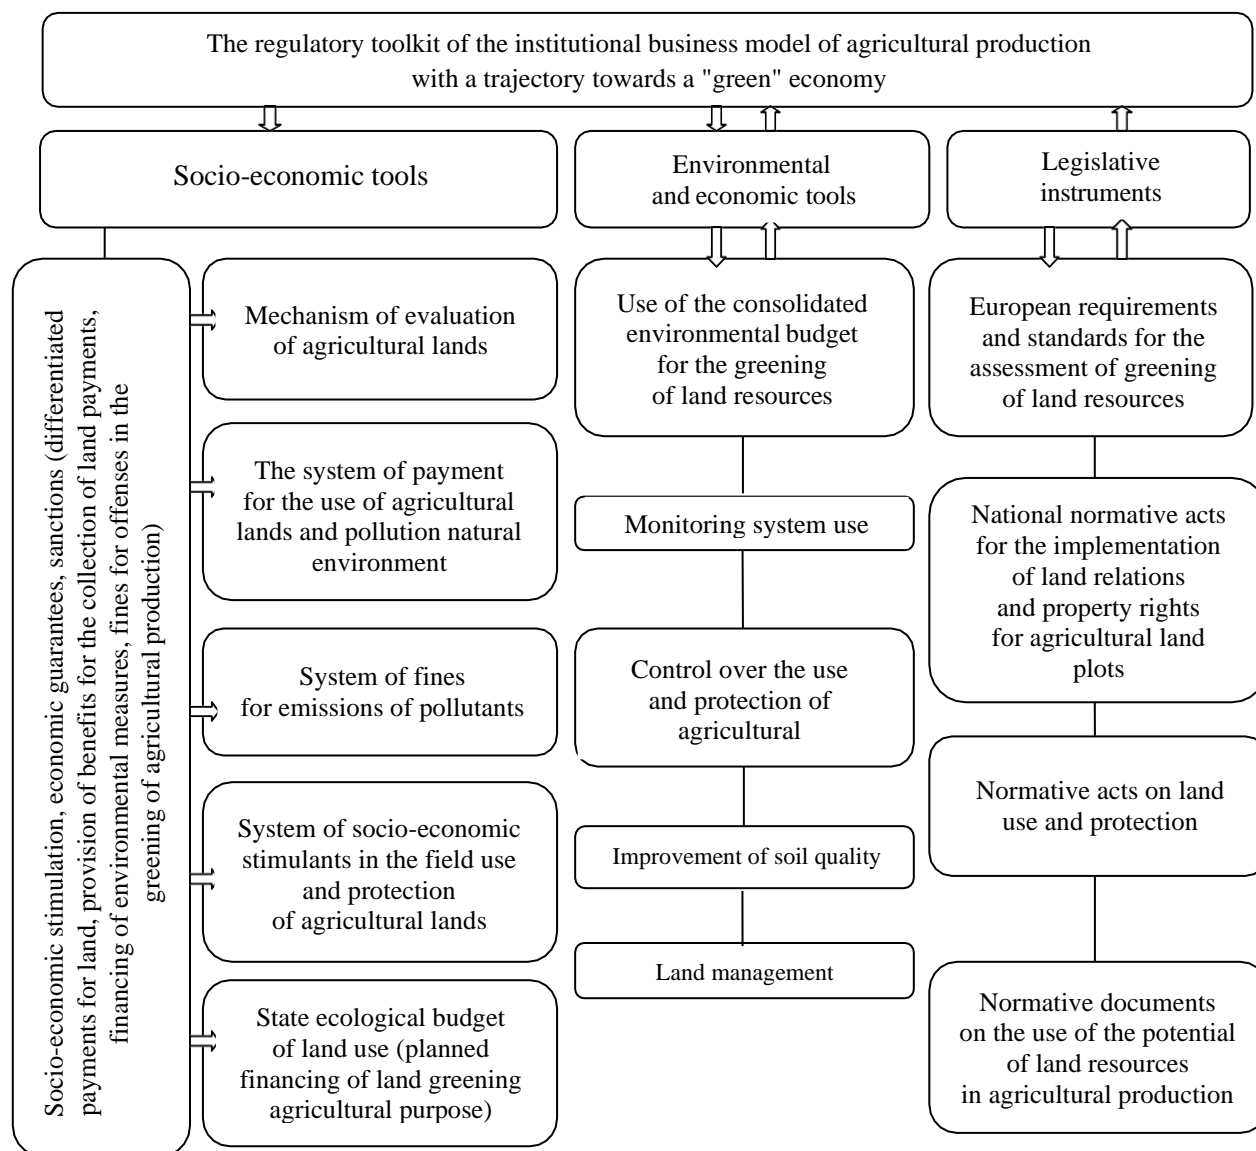 The regulatory toolkit of the institutional business model of agricultural production
with a trajectory towards a "green" economy
Socio-economic tools
Environmental
and economic tools
Legislative
instruments
Socio-economic stimulation, economic guarantees, sanctions (differentiated
payments for land, provision of benefits for the collection of land payments,
financing of environmental measures, fines for offenses in the
greening of agricultural production)
Mechanism of evaluation
of agricultural lands
The system of payment
for the use of agricultural
lands and pollution natural
environment
System of fines
for emissions of pollutants
System of socio-economic
stimulants in the field use
and protection
of agricultural lands
State ecological budget
of land use (planned
financing of land greening
agricultural purpose)
Use of the consolidated
environmental budget
for the greening
of land resources
Monitoring system use
Control over the use
and protection of
agricultural
Improvement of soil quality
Land management
European requirements
and standards for the
assessment of greening
of land resources
National normative acts
for the implementation
of land relations
and property rights
for agricultural land
plots
Normative acts on land
use and protection
Normative documents
on the use of the potential
of land resources
in agricultural production